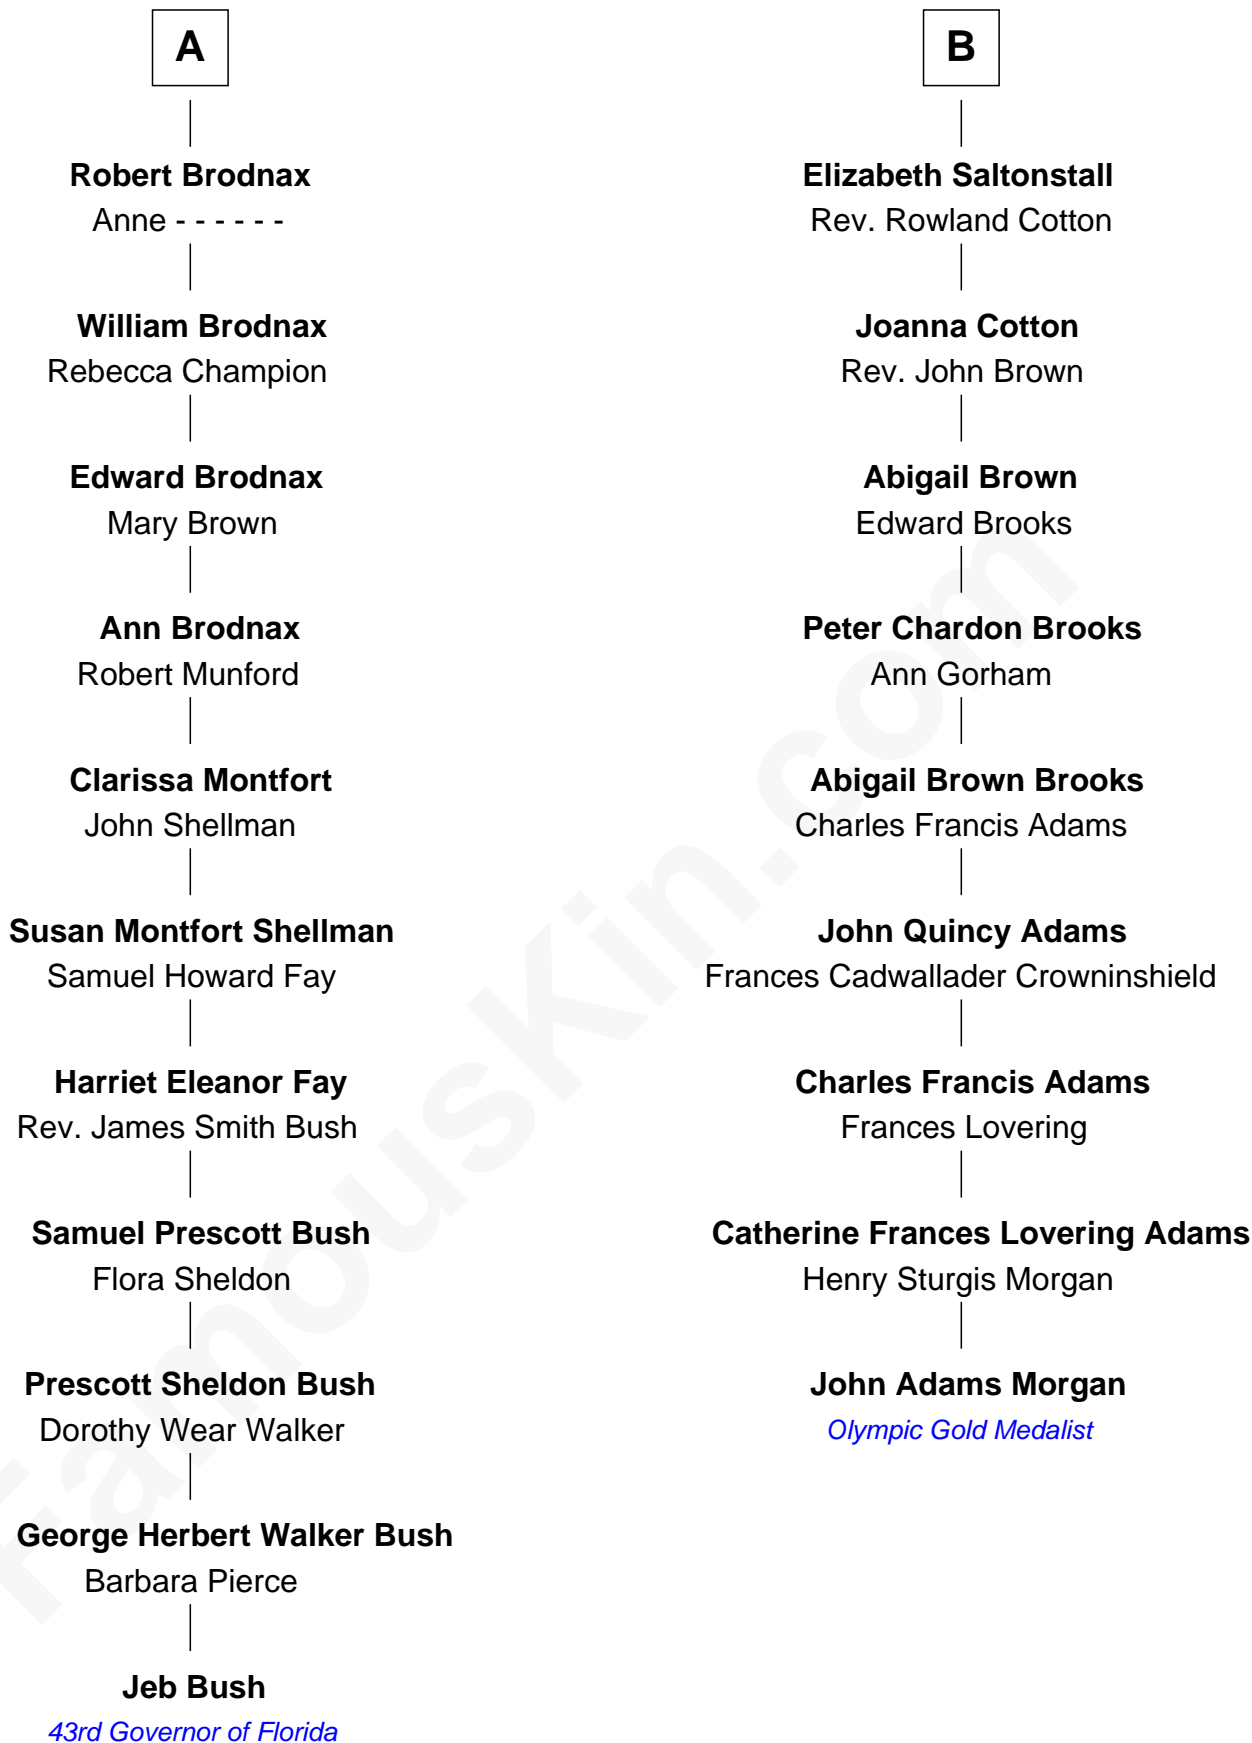 A
Robert Brodnax
Anne - - - - - -
William Brodnax
Rebecca Champion
Edward Brodnax
Mary Brown
Ann Brodnax
Robert Munford
Clarissa Montfort
John Shellman
Susan Montfort Shellman
Samuel Howard Fay
Harriet Eleanor Fay
Rev. James Smith Bush
Samuel Prescott Bush
Flora Sheldon
Prescott Sheldon Bush
Dorothy Wear Walker
George Herbert Walker Bush
Barbara Pierce
Jeb Bush
43rd Governor of Florida
B
Elizabeth Saltonstall
Rev. Rowland Cotton
Joanna Cotton
Rev. John Brown
Abigail Brown
Edward Brooks
Peter Chardon Brooks
Ann Gorham
Abigail Brown Brooks
Charles Francis Adams
John Quincy Adams
Frances Cadwallader Crowninshield
Charles Francis Adams
Frances Lovering
Catherine Frances Lovering Adams
Henry Sturgis Morgan
John Adams Morgan
Olympic Gold Medalist
FamousKin.com